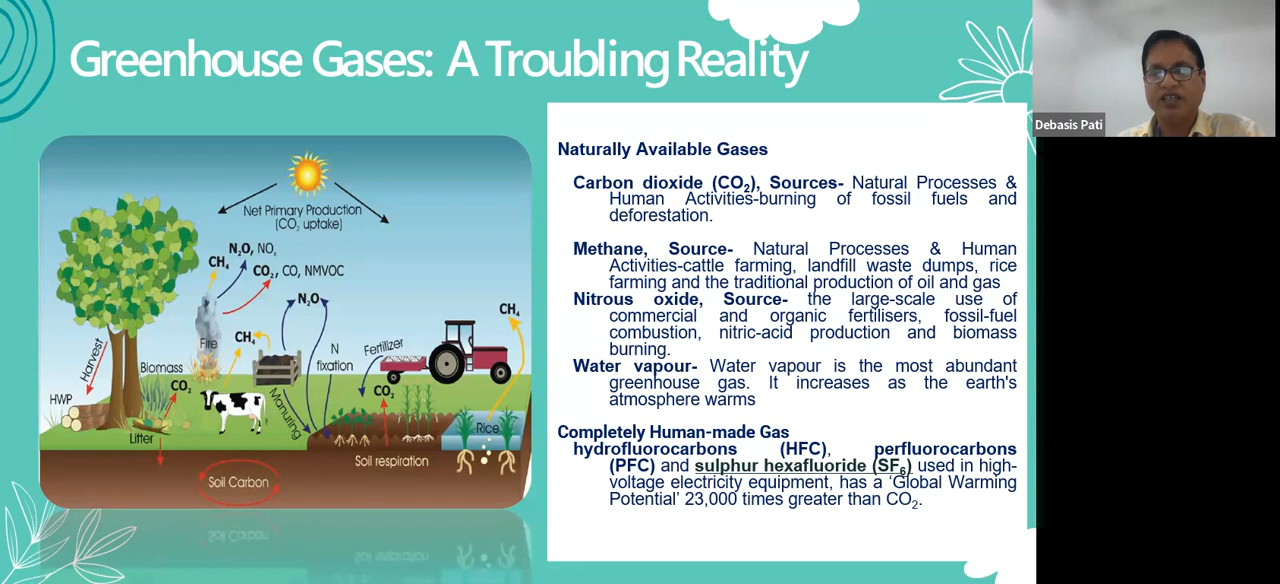 Greenhouse Gases: A Troubling Reality
Debasis Pati
Net Primary Production
(CO₂ uptake)
N₂O, NOₓ
CH₄
CO₂, CO, NMVOC
N₂O
CH₄
CH₄
Fire
N
fixation
Fertilizer
Harvest
Biomass
CO₂
CO₂
HWP
Manuring
Litter
Rice
Soil respiration
Soil Carbon
Naturally Available Gases
Carbon dioxide (CO₂), Sources- Natural Processes &
Human Activities-burning of fossil fuels and
deforestation.
Methane, Source- Natural Processes & Human
Activities-cattle farming, landfill waste dumps, rice
farming and the traditional production of oil and gas
Nitrous oxide, Source- the large-scale use of
commercial and organic fertilisers, fossil-fuel
combustion, nitric-acid production and biomass
burning.
Water vapour- Water vapour is the most abundant
greenhouse gas. It increases as the earth's
atmosphere warms
Completely Human-made Gas
hydrofluorocarbons (HFC), perfluorocarbons
(PFC) and sulphur hexafluoride (SF₆) used in high-
voltage electricity equipment, has a ‘Global Warming
Potential’ 23,000 times greater than CO₂.